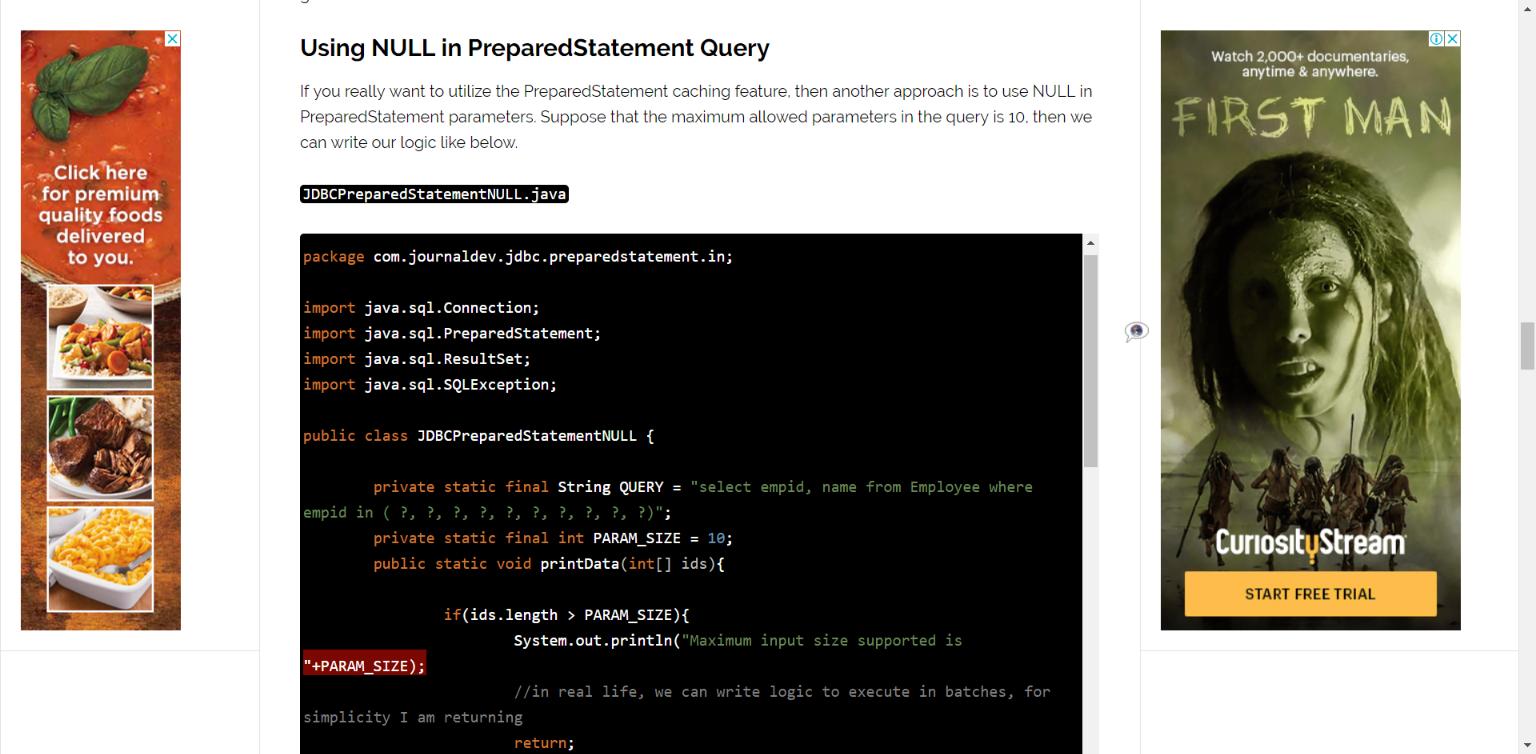 Click here
for premium
quality foods
delivered
to you.
Using NULL in PreparedStatement Query
If you really want to utilize the PreparedStatement caching feature, then another approach is to use NULL in
PreparedStatement parameters. Suppose that the maximum allowed parameters in the query is 10, then we
can write our logic like below.
JDBCPreparedStatementNULL.java
package com.journaldev.jdbc.preparedstatement.in;
import java.sql.Connection;
import java.sql.PreparedStatement;
import java.sql.ResultSet;
import java.sql.SQLException;
public class JDBCPreparedStatementNULL {
private static final String QUERY = "select empid, name from Employee where
empid in ( ?, ?, ?, ?, ?, ?, ?, ?, ?, ?)";
private static final int PARAM_SIZE = 10;
public static void printData(int[] ids){
if(ids.length > PARAM_SIZE){
System.out.println("Maximum input size supported is
"+PARAM_SIZE);
//in real life, we can write logic to execute in batches, for
simplicity I am returning
return;
Watch 2,000+ documentaries,
anytime & anywhere.
FIRST MAN
CuriosityStream
START FREE TRIAL